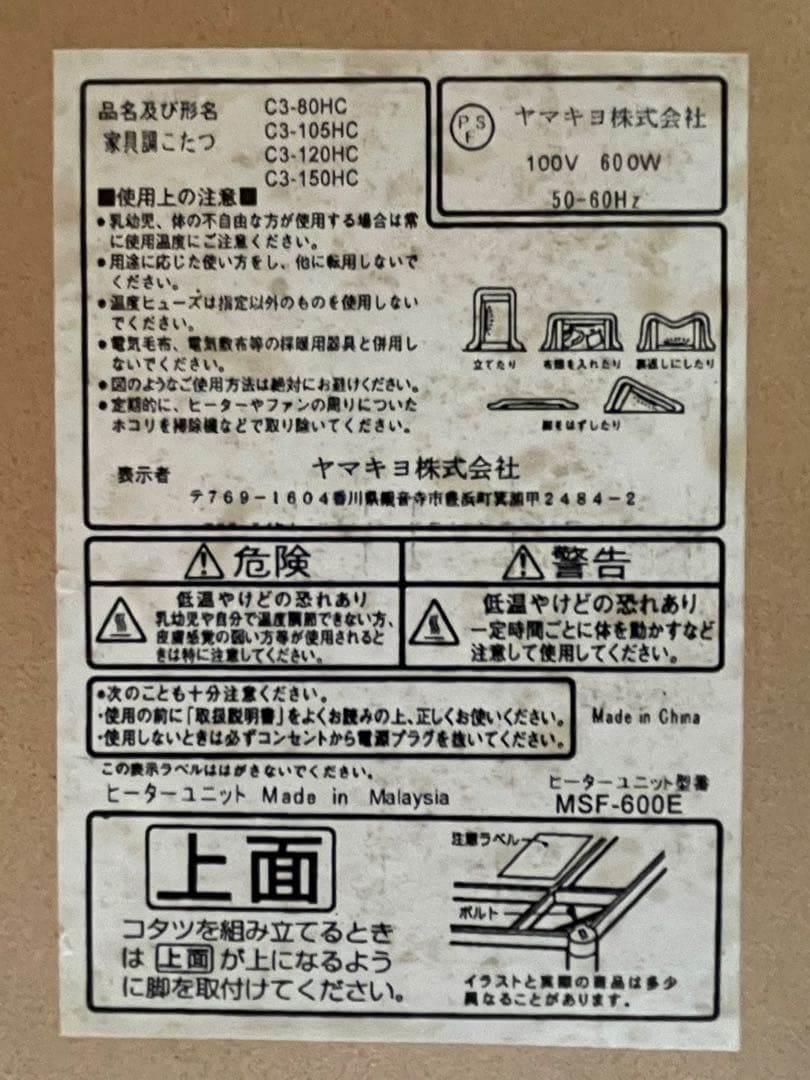 品名及び形名 C3-80HC
家具調こたつ C3-105HC
C3-120HC
C3-150HC
PSE ヤマキヨ株式会社
100V 600W
50-60Hz
■使用上の注意■
●乳幼児、体の不自由な方が使用する場合は常
に使用温度にご注意ください。
●用途に応じた使い方をし、他に転用しないで
ください。
●温度ヒューズは指定以外のものを使用しない
でください。
●電気毛布、電気敷布等の採暖用器具と併用し
ないでください。
●図のようなご使用方法は絶対にお避けください。
●定期的に、ヒーターやファンの周りについた
ホコリを掃除機などで取り除いてください。
立てたり 布団を入れたり 裏返しにしたり
脚をはずしたり
表示者 ヤマキヨ株式会社
〒769-1604香川県観音寺市豊浜町箕浦甲2484-2
⚠危険
低温やけどの恐れあり
乳幼児や自分で温度調節できない方、
皮膚感覚の弱い方等が使用されると
きは特に注意してください。
⚠警告
低温やけどの恐れあり
一定時間ごとに体を動かすなど
注意して使用してください。
●次のことも十分注意ください。
・使用の前に「取扱説明書」をよくお読みの上、正しくお使いください。
・使用しないときは必ずコンセントから電源プラグを抜いてください。
Made in China
この表示ラベルははがさないでください。
ヒーターユニット Made in Malaysia
ヒーターユニット型番
MSF-600E
上面
コタツを組み立てるとき
は 上面 が上になるよう
に脚を取付けてください。
注意ラベル
ボルト
イラストと実際の商品は多少
異なることがあります。